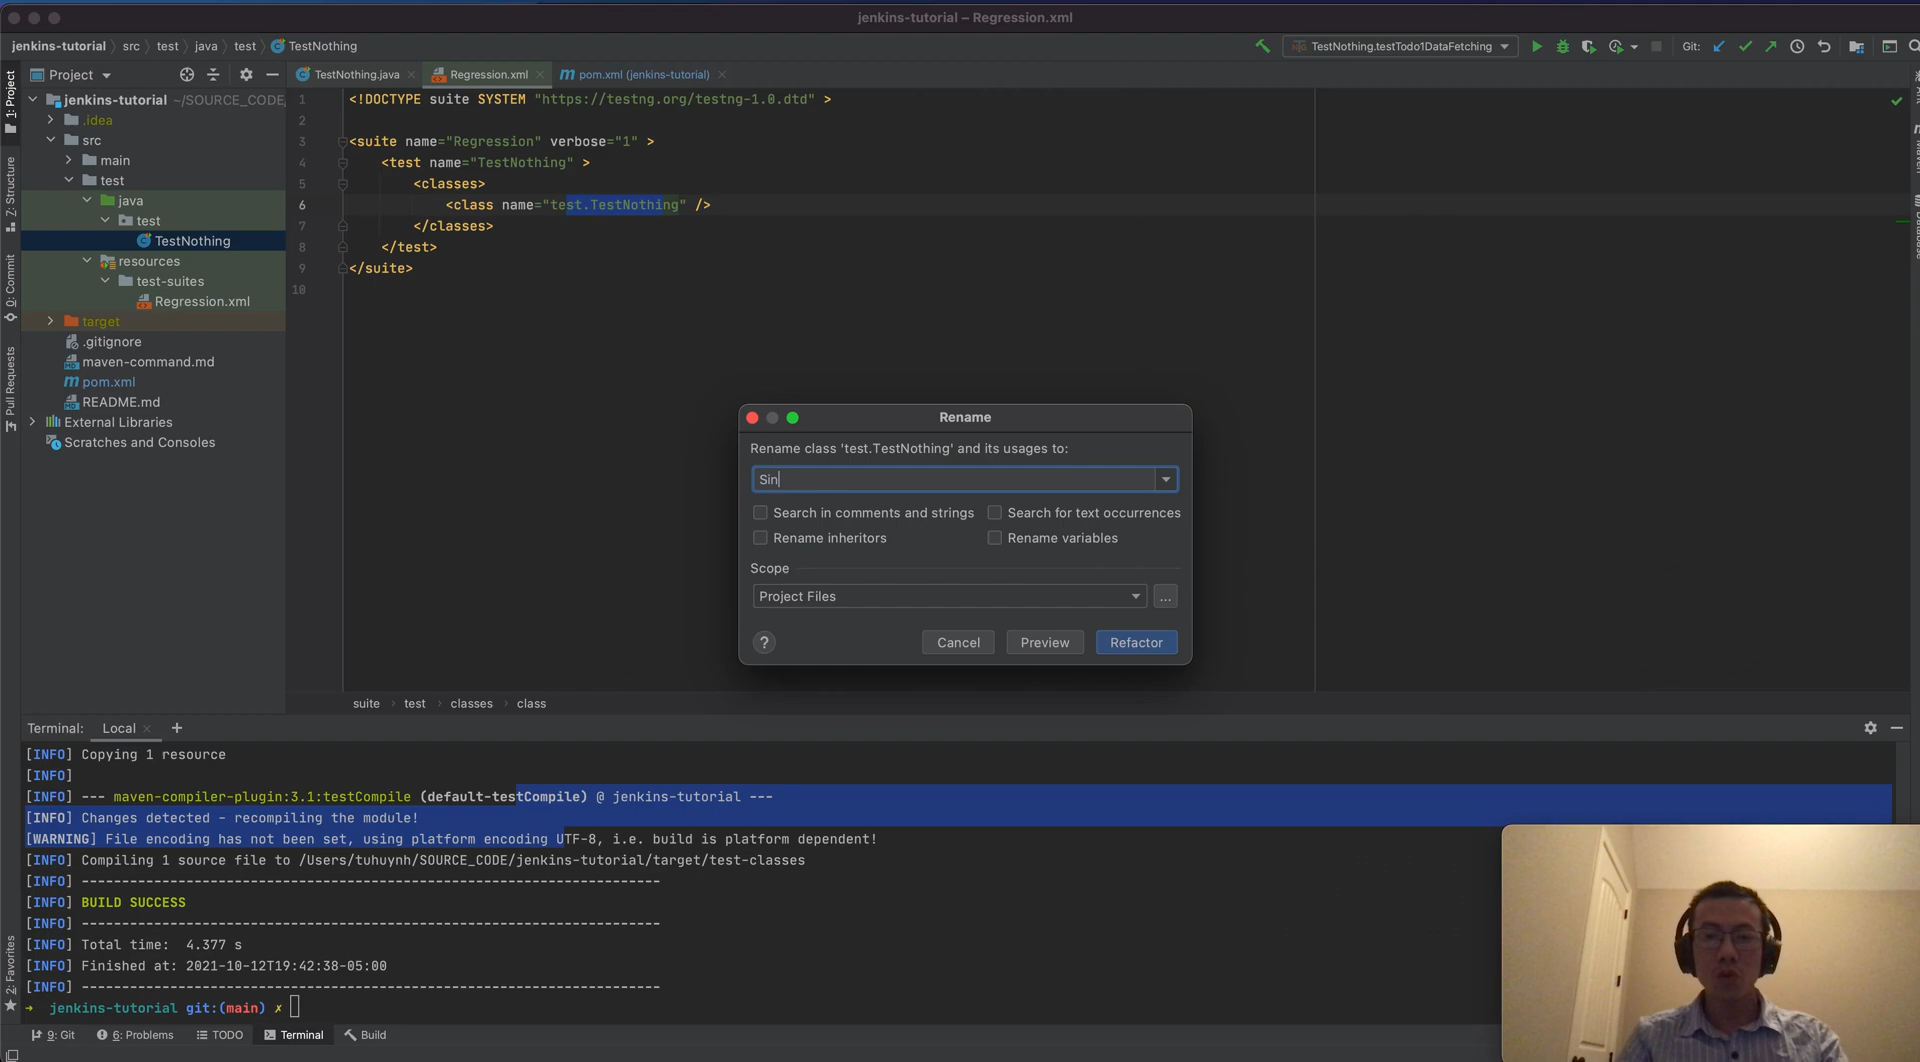 jenkins-tutorial – Regression.xml
jenkins-tutorial › src › test › java › test › TestNothing
TestNothing.testTodo1DataFetching
Git:
1: Project
Z: Structure
0: Commit
Pull Requests
2: Favorites
Project
TestNothing.java
Regression.xml
pom.xml (jenkins-tutorial)
jenkins-tutorial ~/SOURCE_CODE/
.idea
src
main
test
java
test
TestNothing
resources
test-suites
Regression.xml
target
.gitignore
maven-command.md
pom.xml
README.md
External Libraries
Scratches and Consoles
1 <!DOCTYPE suite SYSTEM "https://testng.org/testng-1.0.dtd" >
2
3 <suite name="Regression" verbose="1" >
4 <test name="TestNothing" >
5 <classes>
6 <class name="test.TestNothing" />
7 </classes>
8 </test>
9 </suite>
10
Rename
Rename class 'test.TestNothing' and its usages to:
Sin
Search in comments and strings
Search for text occurrences
Rename inheritors
Rename variables
Scope
Project Files
...
?
Cancel
Preview
Refactor
suite › test › classes › class
Terminal: Local
[INFO] Copying 1 resource
[INFO]
[INFO] --- maven-compiler-plugin:3.1:testCompile (default-testCompile) @ jenkins-tutorial ---
[INFO] Changes detected - recompiling the module!
[WARNING] File encoding has not been set, using platform encoding UTF-8, i.e. build is platform dependent!
[INFO] Compiling 1 source file to /Users/tuhuynh/SOURCE_CODE/jenkins-tutorial/target/test-classes
[INFO] ------------------------------------------------------------------------
[INFO] BUILD SUCCESS
[INFO] ------------------------------------------------------------------------
[INFO] Total time:  4.377 s
[INFO] Finished at: 2021-10-12T19:42:38-05:00
[INFO] ------------------------------------------------------------------------
→ jenkins-tutorial git:(main) ✗
9: Git
6: Problems
TODO
Terminal
Build